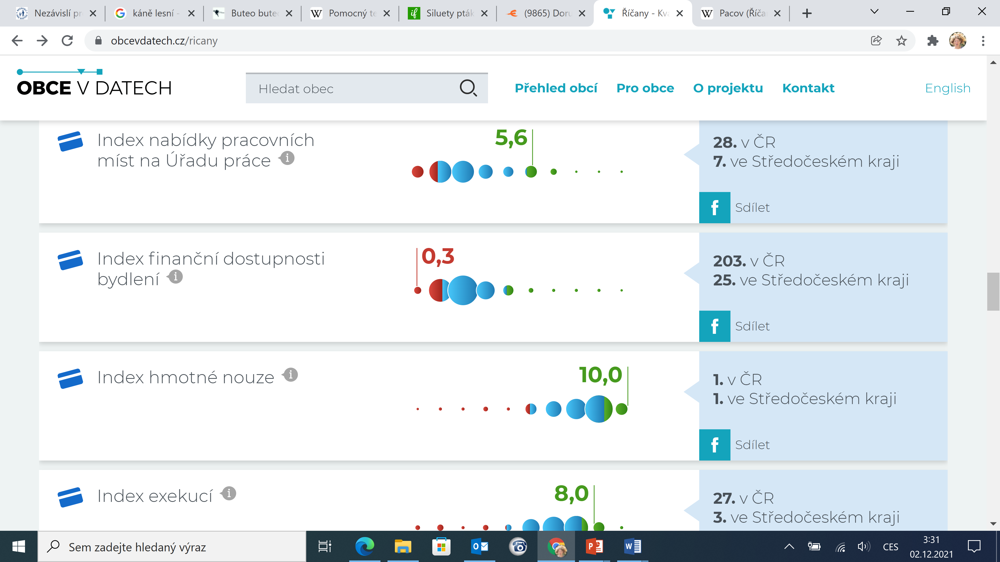 Nezávislí pr
káně lesní -
Buteo buteo
Pomocný te
Siluety pták
(9865) Doru
Říčany - Kva
Pacov (Říča
obcevdatech.cz/ricany
OBCE V DATECH
Hledat obec
Přehled obcí
Pro obce
O projektu
Kontakt
English
Index nabídky pracovních
míst na Úřadu práce
5,6
28. v ČR
7. ve Středočeském kraji
Sdílet
Index finanční dostupnosti
bydlení
0,3
203. v ČR
25. ve Středočeském kraji
Sdílet
Index hmotné nouze
10,0
1. v ČR
1. ve Středočeském kraji
Sdílet
Index exekucí
8,0
27. v ČR
3. ve Středočeském kraji
Sem zadejte hledaný výraz
CES
3:31
02.12.2021